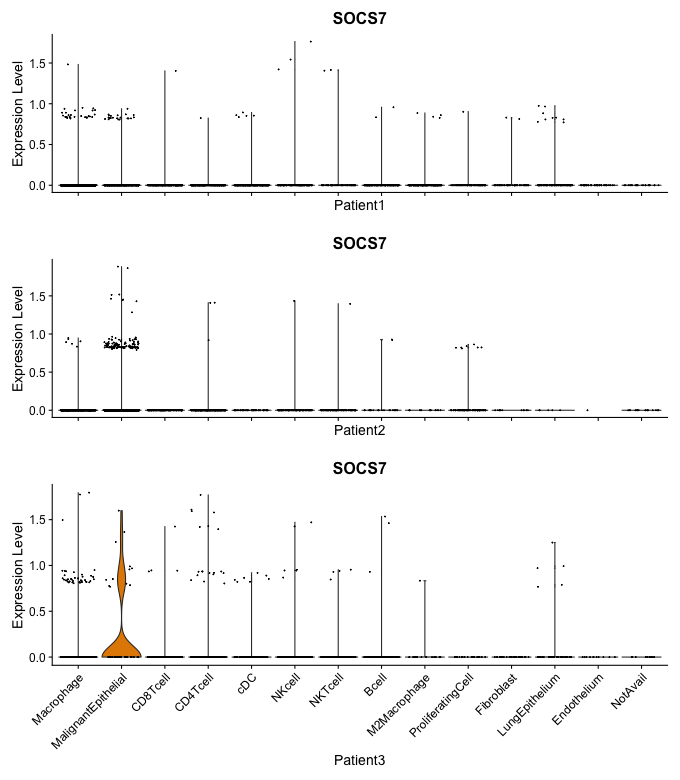 SOCS7
Expression Level
1.5
1.0
0.5
0.0
Patient1
SOCS7
Expression Level
1.5
1.0
0.5
0.0
Patient2
SOCS7
Expression Level
1.5
1.0
0.5
0.0
Macrophage
MalignantEpithelial
CD8Tcell
CD4Tcell
cDC
NKcell
NKTcell
Bcell
M2Macrophage
ProliferatingCell
Fibroblast
LungEpithelium
Endothelium
NotAvail
Patient3